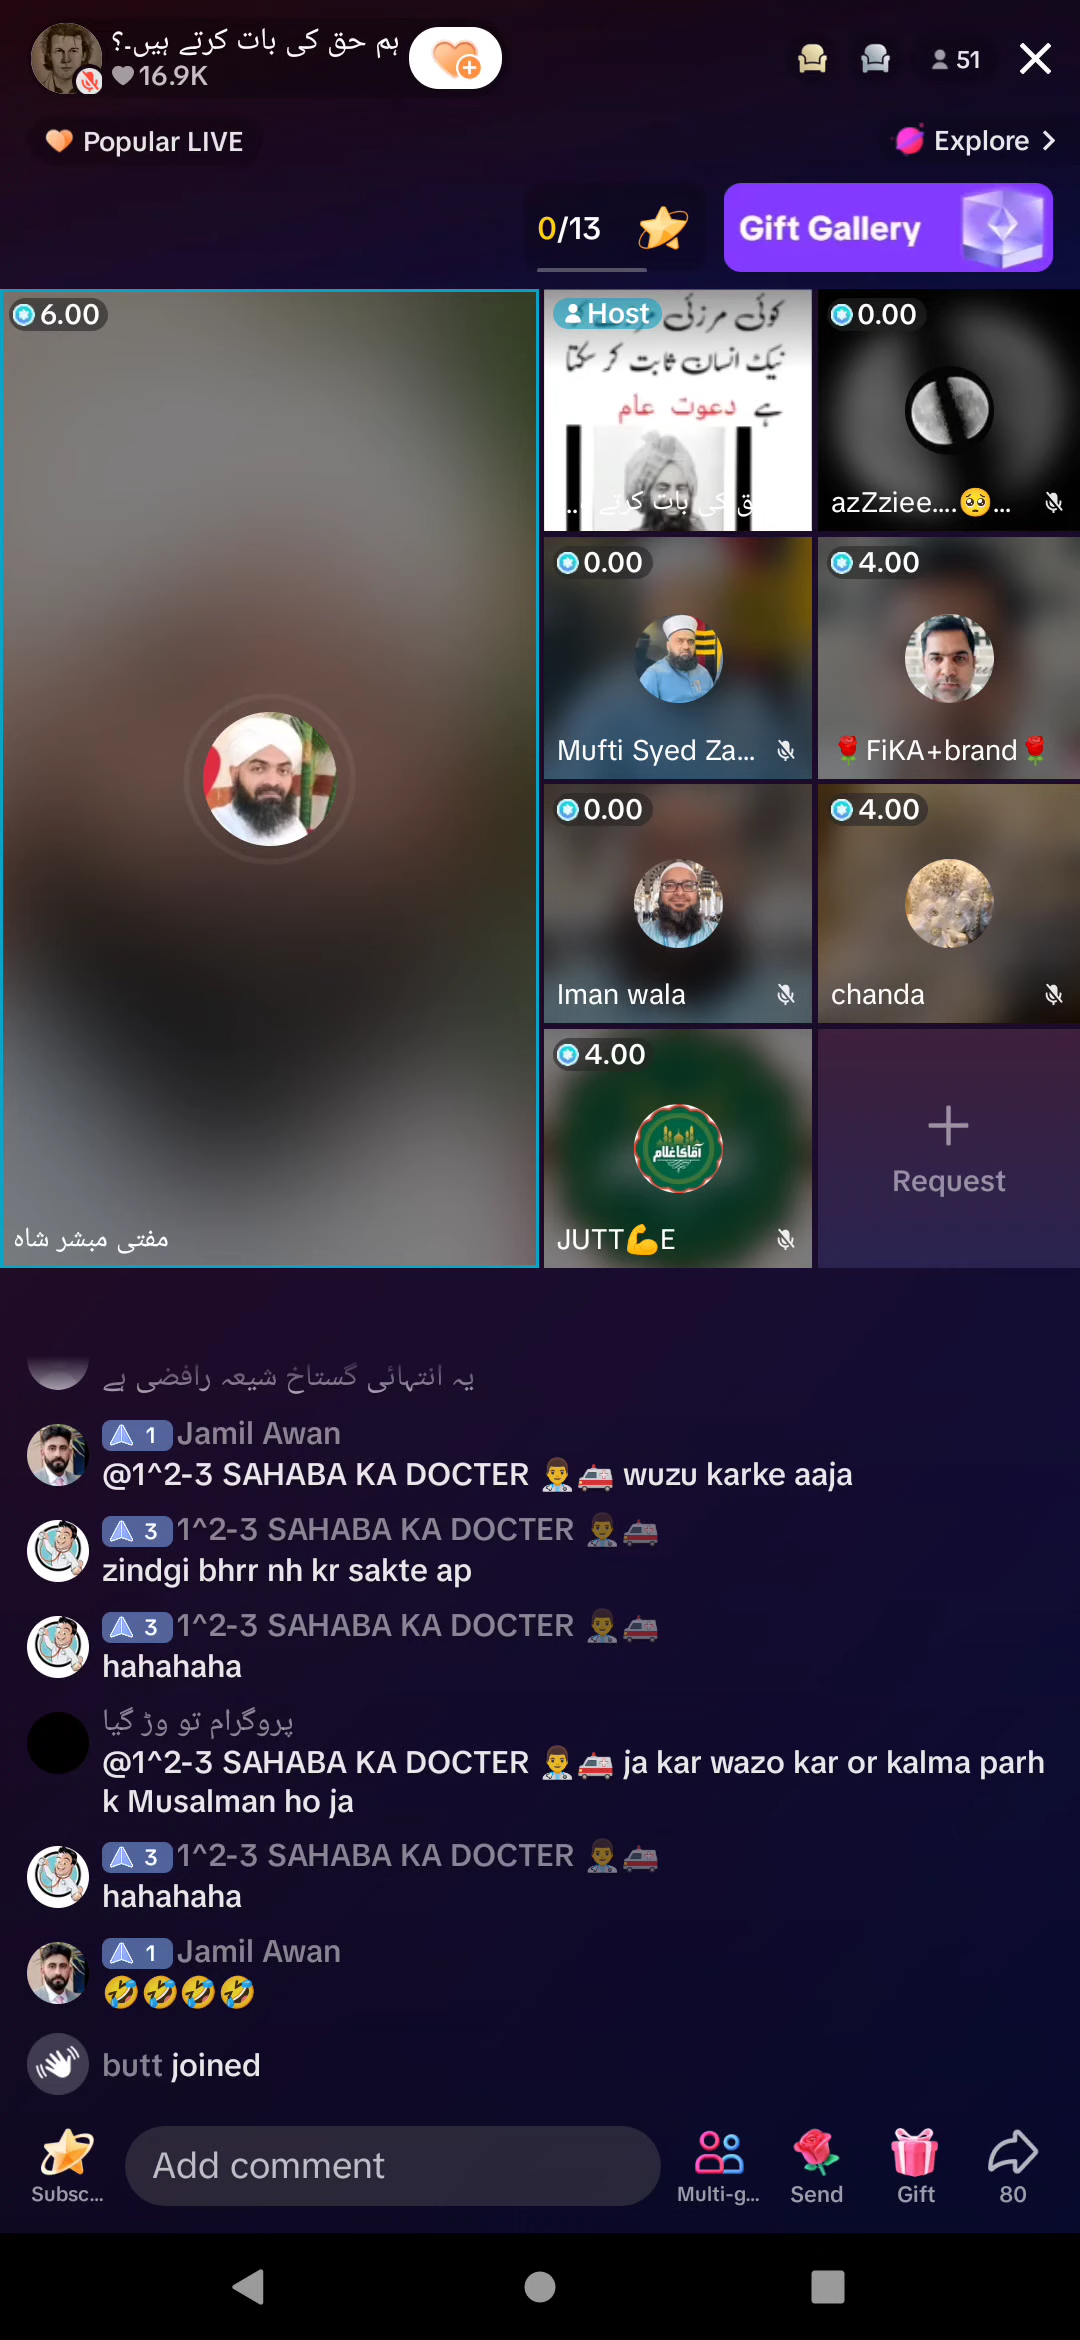 ہم حق کی بات کرتے ہیں۔؟
16.9K
51
Popular LIVE
Explore
0/13
Gift Gallery
6.00
مفتی مبشر شاہ
Host
کوئی مرزئی
نیک انسان ثابت کر سکتا
ہے دعوت عام
ق کی بات کرتے ...
0.00
azZziee....🥺...
0.00
Mufti Syed Za...
4.00
🌹FiKA+brand🌹
0.00
Iman wala
4.00
chanda
4.00
آقا کا غلام
JUTT💪E
Request
یہ انتہائی گستاخ شیعہ رافضی ہے
1 Jamil Awan
@1^2-3 SAHABA KA DOCTER 👨‍⚕️🚑 wuzu karke aaja
3 1^2-3 SAHABA KA DOCTER 👨‍⚕️🚑
zindgi bhrr nh kr sakte ap
3 1^2-3 SAHABA KA DOCTER 👨‍⚕️🚑
hahahaha
پروگرام تو وڑ گیا
@1^2-3 SAHABA KA DOCTER 👨‍⚕️🚑 ja kar wazo kar or kalma parh
k Musalman ho ja
3 1^2-3 SAHABA KA DOCTER 👨‍⚕️🚑
hahahaha
1 Jamil Awan
🤣🤣🤣🤣
butt joined
Subsc...
Add comment
Multi-g...
Send
Gift
80